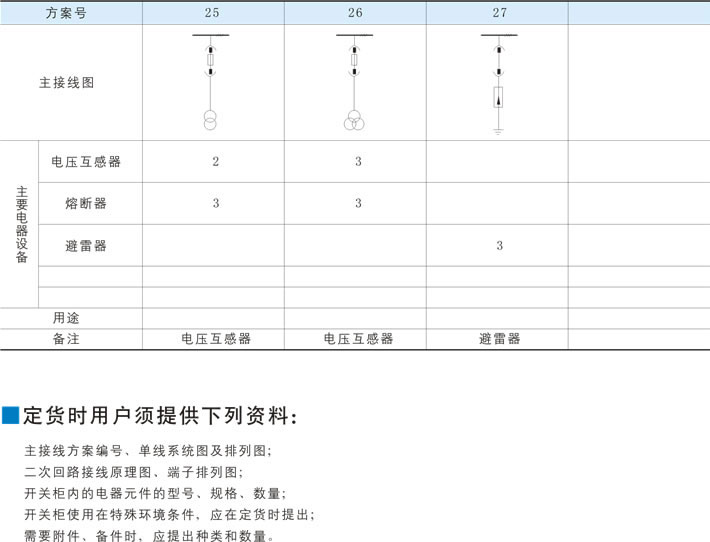 方案号 25 26 27
主接线图
主要电器设备
电压互感器 2 3
熔断器 3 3
避雷器 3
用途
备注 电压互感器 电压互感器 避雷器
定货时用户须提供下列资料：
主接线方案编号、单线系统图及排列图；
二次回路接线原理图、端子排列图；
开关柜内的电器元件的型号、规格、数量；
开关柜使用在特殊环境条件，应在定货时提出；
需要附件、备件时，应提出种类和数量。